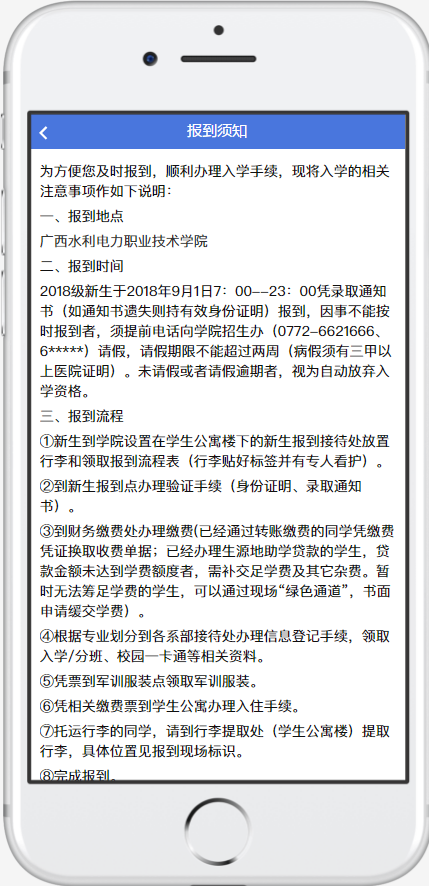 报到须知
为方便您及时报到，顺利办理入学手续，现将入学的相关
注意事项作如下说明：
一、报到地点
广西水利电力职业技术学院
二、报到时间
2018级新生于2018年9月1日7：00--23：00凭录取通知
书（如通知书遗失则持有效身份证明）报到，因事不能按
时报到者，须提前电话向学院招生办（0772-6621666、
6*****）请假，请假期限不能超过两周（病假须有三甲以
上医院证明）。未请假或者请假逾期者，视为自动放弃入
学资格。
三、报到流程
①新生到学院设置在学生公寓楼下的新生报到接待处放置
行李和领取报到流程表（行李贴好标签并有专人看护）。
②到新生报到点办理验证手续（身份证明、录取通知
书）。
③到财务缴费处办理缴费(已经通过转账缴费的同学凭缴费
凭证换取收费单据；已经办理生源地助学贷款的学生，贷
款金额未达到学费额度者，需补交足学费及其它杂费。暂
时无法筹足学费的学生，可以通过现场“绿色通道”，书面
申请缓交学费）。
④根据专业划分到各系部接待处办理信息登记手续，领取
入学/分班、校园一卡通等相关资料。
⑤凭票到军训服装点领取军训服装。
⑥凭相关缴费票到学生公寓办理入住手续。
⑦托运行李的同学，请到行李提取处（学生公寓楼）提取
行李，具体位置见报到现场标识。
⑧完成报到。